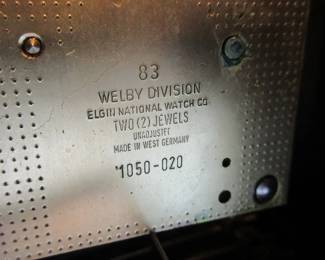 83
WELBY DIVISION
ELGIN NATIONAL WATCH CO.
TWO (2) JEWELS
UNADJUSTED
MADE IN WEST GERMANY
1050-020